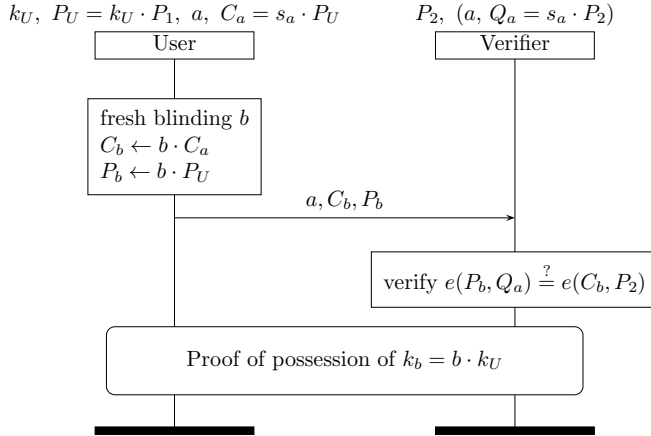 k_U, P_U = k_U · P_1, a, C_a = s_a · P_U
P_2, (a, Q_a = s_a · P_2)
User
Verifier
fresh blinding b
C_b ← b · C_a
P_b ← b · P_U
a, C_b, P_b
verify e(P_b, Q_a) ≟ e(C_b, P_2)
Proof of possession of k_b = b · k_U